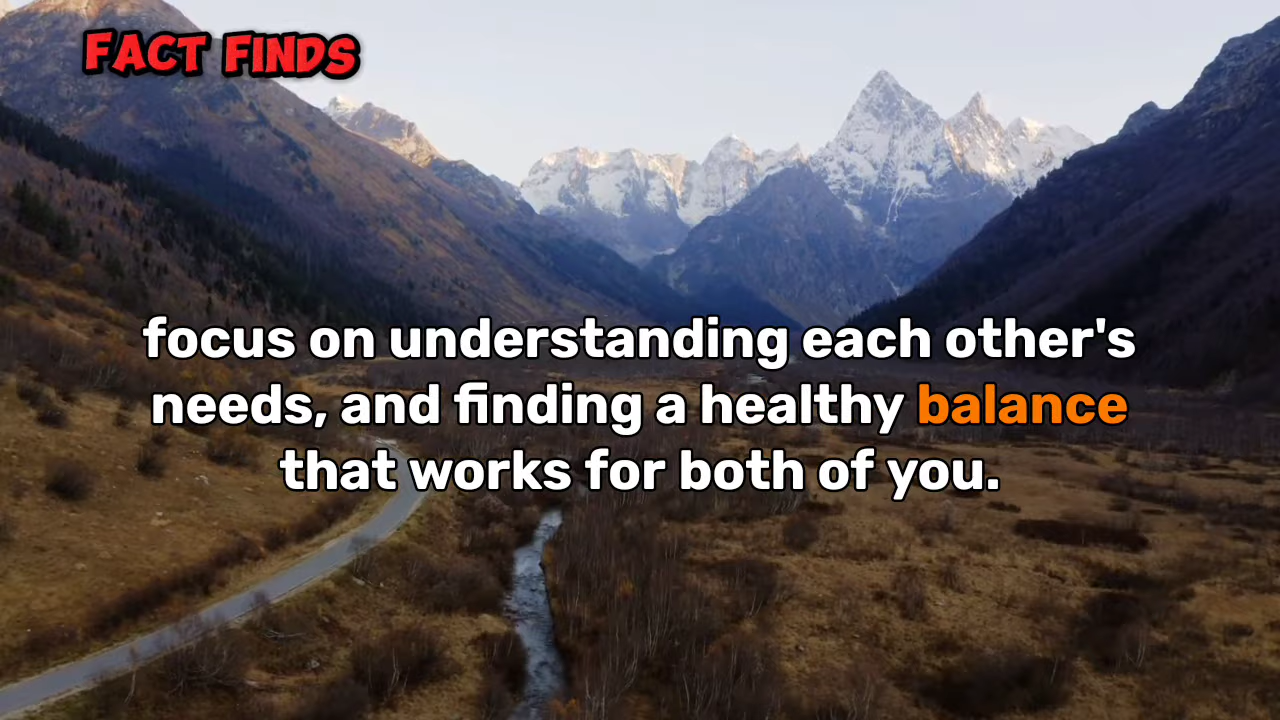 FACT FINDS
focus on understanding each other's
needs, and finding a healthy balance
that works for both of you.